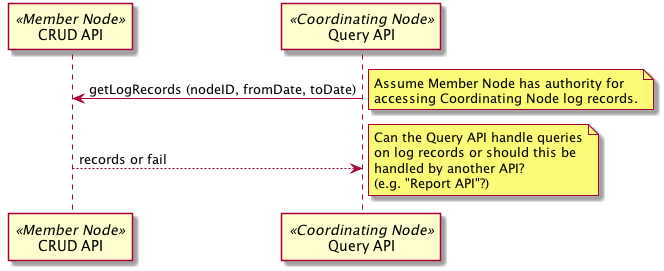 «Member Node»
CRUD API
«Coordinating Node»
Query API
getLogRecords (nodeID, fromDate, toDate)
Assume Member Node has authority for
accessing Coordinating Node log records.
records or fail
Can the Query API handle queries
on log records or should this be
handled by another API?
(e.g. "Report API"?)
«Member Node»
CRUD API
«Coordinating Node»
Query API